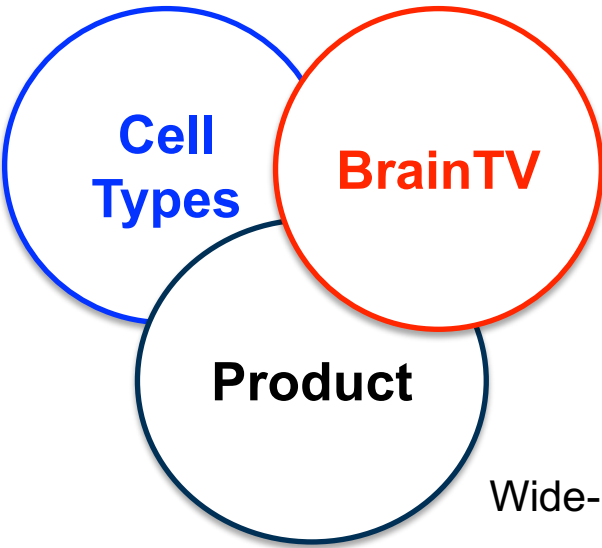 Cell
Types
BrainTV
Product
Wide-